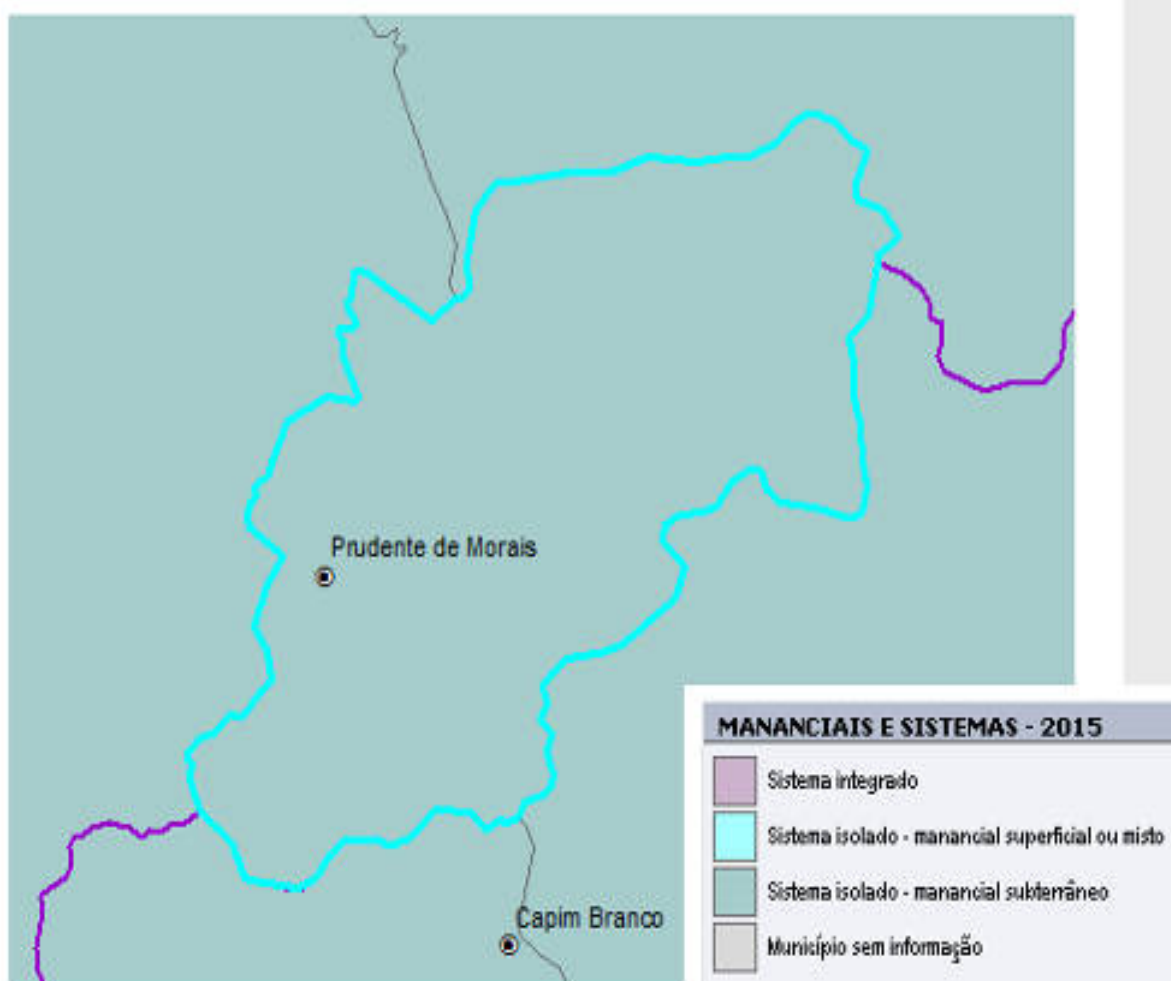 Prudente de Morais
Capim Branco
MANANCIAIS E SISTEMAS - 2015
Sistema integrado
Sistema isolado - manancial superficial ou misto
Sistema isolado - manancial subterrâneo
Município sem informação